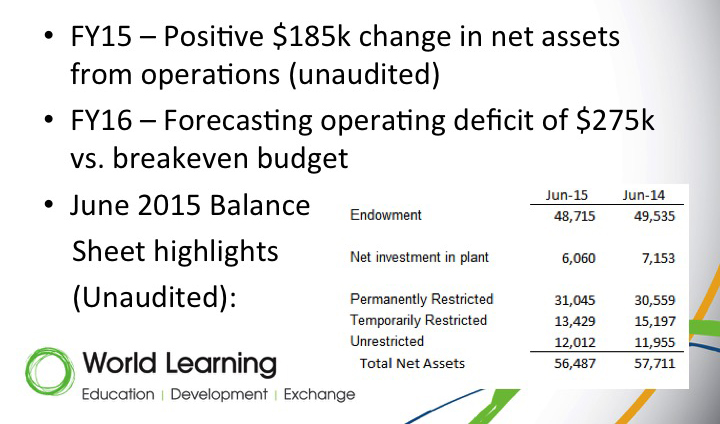 • FY15 – Positive $185k change in net assets
from operations (unaudited)
• FY16 – Forecasting operating deficit of $275k
vs. breakeven budget
• June 2015 Balance
Sheet highlights
(Unaudited):
Jun-15 Jun-14
Endowment 48,715 49,535
Net investment in plant 6,060 7,153
Permanently Restricted 31,045 30,559
Temporarily Restricted 13,429 15,197
Unrestricted 12,012 11,955
Total Net Assets 56,487 57,711
World Learning
Education | Development | Exchange